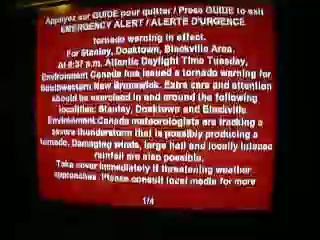 Appuyez sur GUIDE pour quitter / Press GUIDE to exit
EMERGENCY ALERT / ALERTE D'URGENCE
tornado warning in effect.
For Stanley, Doaktown, Blackville Area.
At 8:37 p.m. Atlantic Daylight Time Tuesday,
Environment Canada has issued a tornado warning for
Southwestern New Brunswick. Extra care and attention
should be exercised in and around the following
localities: Stanley, Doaktown and Blackville
Environment Canada meteorologists are tracking a
severe thunderstorm that is possibly producing a
tornado. Damaging winds, large hail and locally intense
rainfall are also possible.
Take cover immediately if threatening weather
approaches. Please consult local media for more
1/4